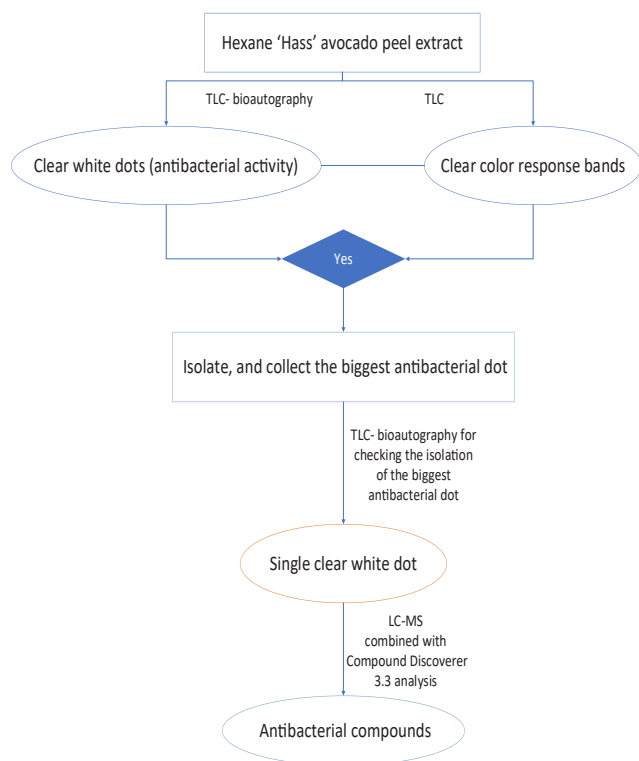 Hexane ‘Hass’ avocado peel extract
TLC- bioautography
TLC
Clear white dots (antibacterial activity)
Clear color response bands
Yes
Isolate, and collect the biggest antibacterial dot
TLC- bioautography for
checking the isolation
of the biggest
antibacterial dot
Single clear white dot
LC-MS
combined with
Compound Discoverer
3.3 analysis
Antibacterial compounds